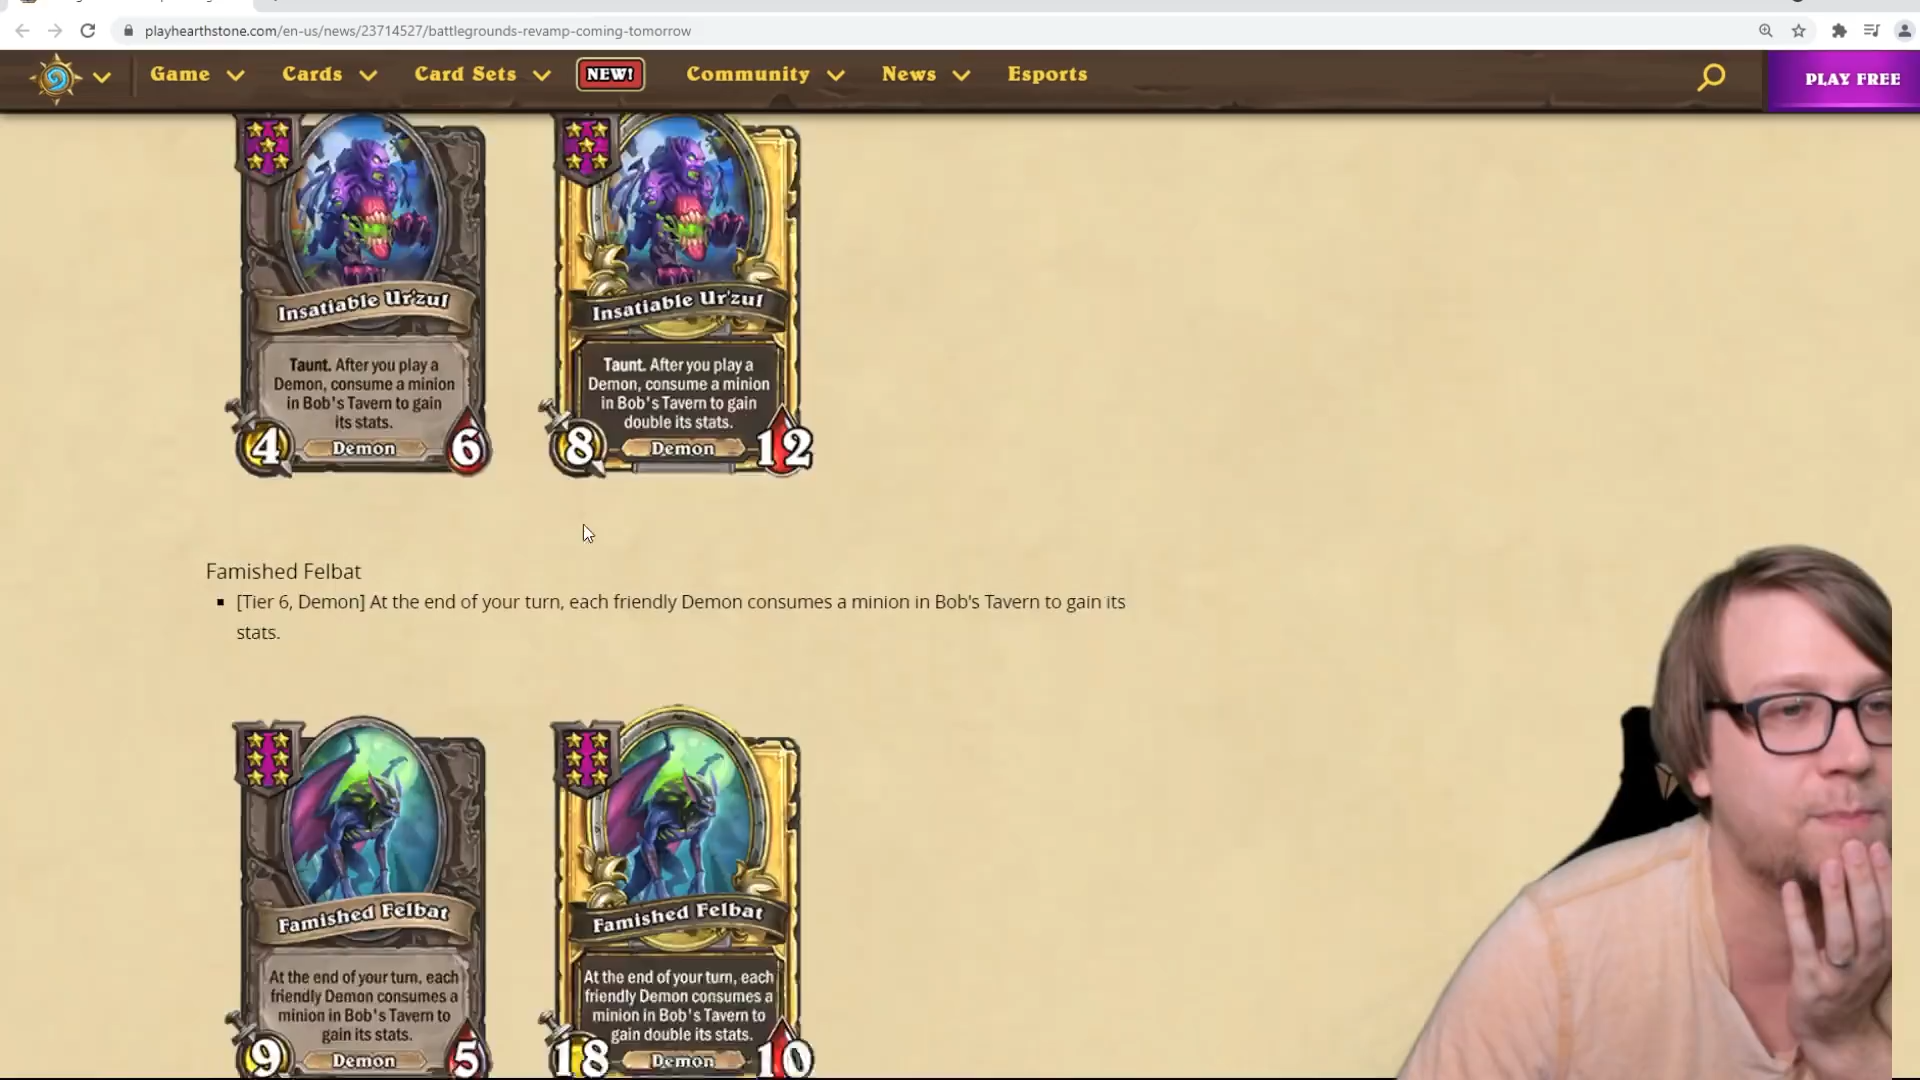 playhearthstone.com/en-us/news/23714527/battlegrounds-revamp-coming-tomorrow
Game Cards Card Sets NEW! Community News Esports PLAY FREE
Insatiable Ur'zul
Taunt. After you play a
Demon, consume a minion
in Bob's Tavern to gain
its stats.
4 Demon 6
Insatiable Ur'zul
Taunt. After you play a
Demon, consume a minion
in Bob's Tavern to gain
double its stats.
8 Demon 12
Famished Felbat
[Tier 6, Demon] At the end of your turn, each friendly Demon consumes a minion in Bob's Tavern to gain its
stats.
Famished Felbat
At the end of your turn, each
friendly Demon consumes a
minion in Bob's Tavern to
gain its stats.
9 Demon 5
Famished Felbat
At the end of your turn, each
friendly Demon consumes a
minion in Bob's Tavern to
gain double its stats.
18 Demon 10